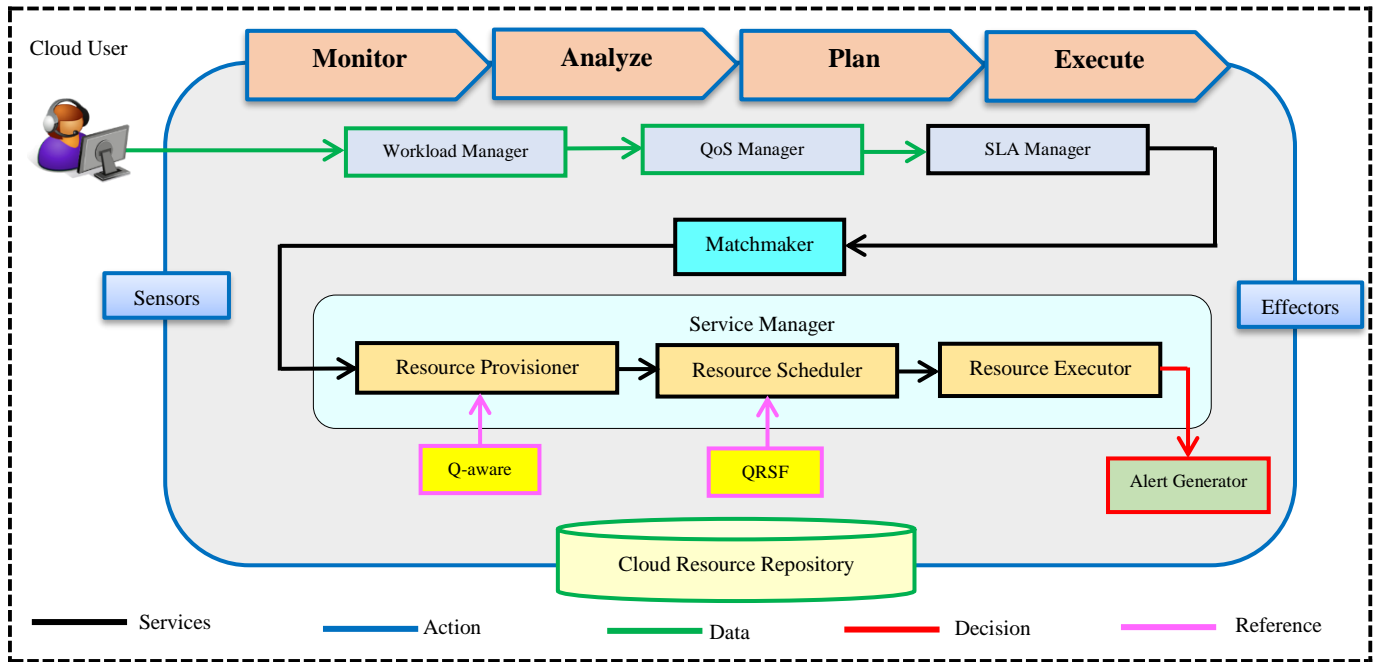 Cloud User
Monitor
Analyze
Plan
Execute
Workload Manager
QoS Manager
SLA Manager
Matchmaker
Sensors
Effectors
Service Manager
Resource Provisioner
Resource Scheduler
Resource Executor
Q-aware
QRSF
Alert Generator
Cloud Resource Repository
Services
Action
Data
Decision
Reference